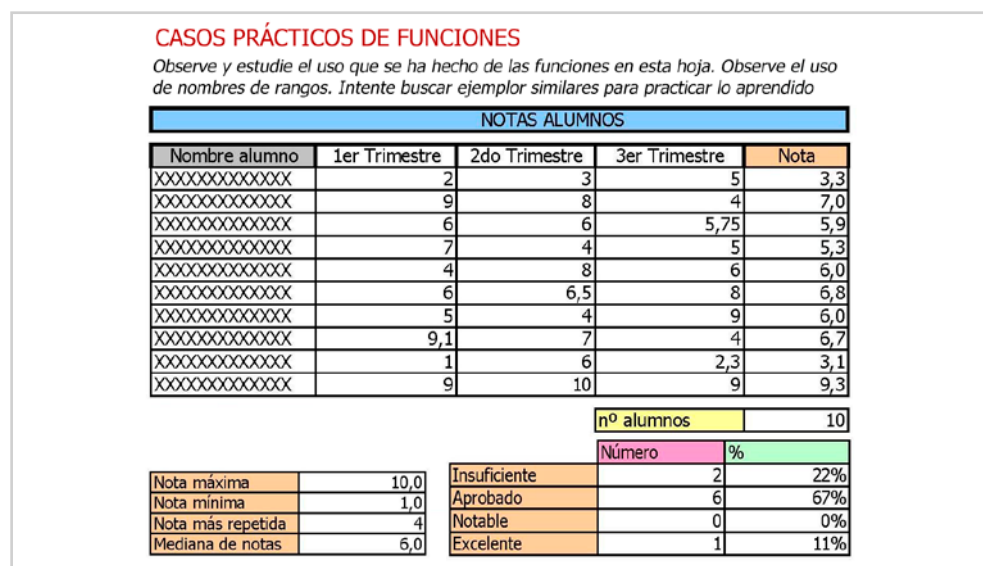 CASOS PRÁCTICOS DE FUNCIONES
Observe y estudie el uso que se ha hecho de las funciones en esta hoja. Observe el uso
de nombres de rangos. Intente buscar ejemplor similares para practicar lo aprendido
NOTAS ALUMNOS
Nombre alumno 1er Trimestre 2do Trimestre 3er Trimestre Nota
XXXXXXXXXXXXX 2 3 5 3,3
XXXXXXXXXXXXX 9 8 4 7,0
XXXXXXXXXXXXX 6 6 5,75 5,9
XXXXXXXXXXXXX 7 4 5 5,3
XXXXXXXXXXXXX 4 8 6 6,0
XXXXXXXXXXXXX 6 6,5 8 6,8
XXXXXXXXXXXXX 5 4 9 6,0
XXXXXXXXXXXXX 9,1 7 4 6,7
XXXXXXXXXXXXX 1 6 2,3 3,1
XXXXXXXXXXXXX 9 10 9 9,3
nº alumnos 10
Número %
Insuficiente 2 22%
Aprobado 6 67%
Notable 0 0%
Excelente 1 11%
Nota máxima 10,0
Nota mínima 1,0
Nota más repetida 4
Mediana de notas 6,0